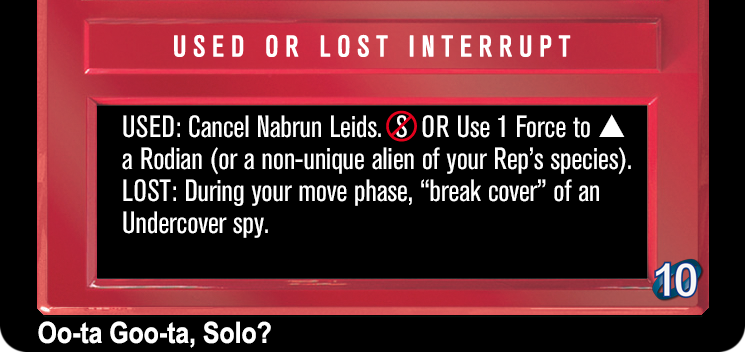 USED OR LOST INTERRUPT
USED: Cancel Nabrun Leids. 8 OR Use 1 Force to ▲
a Rodian (or a non-unique alien of your Rep’s species).
LOST: During your move phase, “break cover” of an
Undercover spy.
10
Oo-ta Goo-ta, Solo?